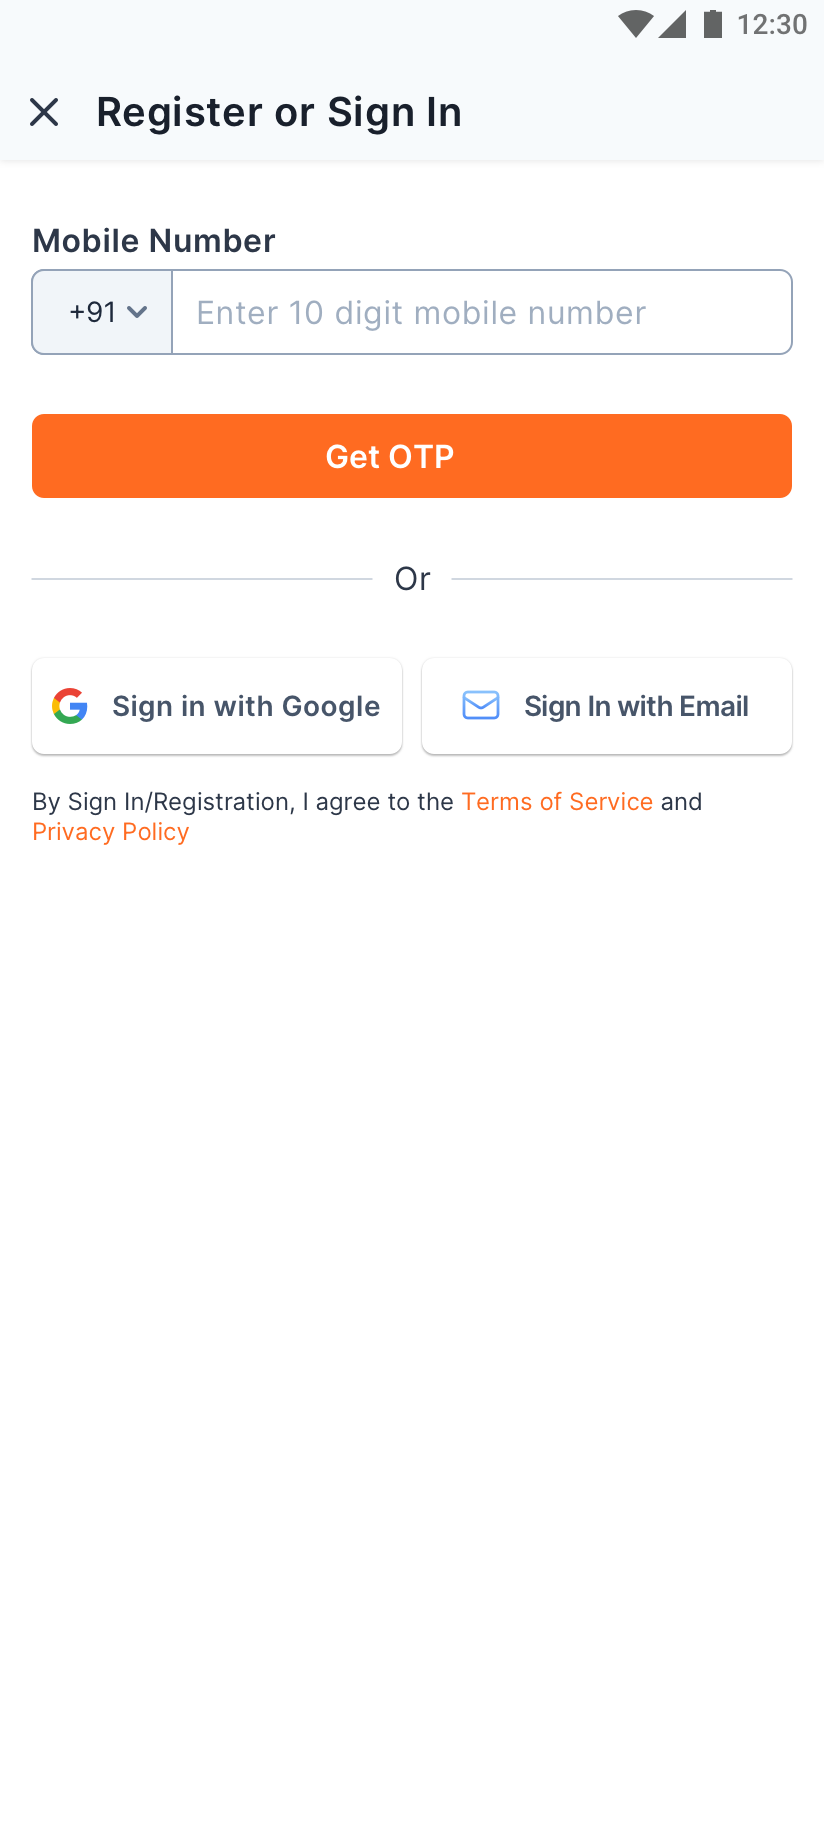 12:30
Register or Sign In
Mobile Number
+91
Enter 10 digit mobile number
Get OTP
Or
Sign in with Google
Sign In with Email
By Sign In/Registration, I agree to the Terms of Service and
Privacy Policy